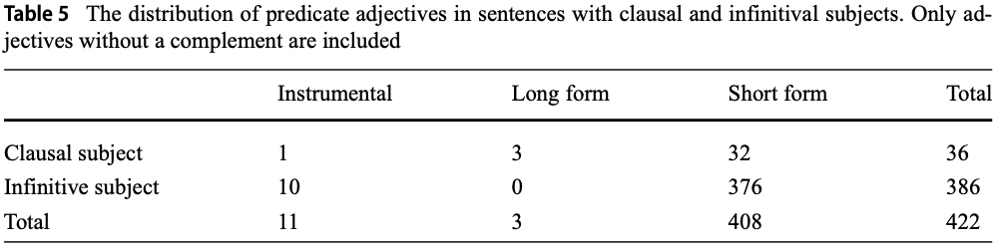 Table 5 The distribution of predicate adjectives in sentences with clausal and infinitival subjects. Only ad-
jectives without a complement are included
Instrumental Long form Short form Total
Clausal subject 1 3 32 36
Infinitive subject 10 0 376 386
Total 11 3 408 422